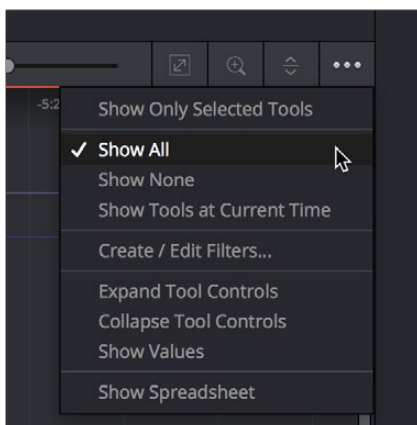 -5:2
Show Only Selected Tools
Show All
Show None
Show Tools at Current Time
Create / Edit Filters...
Expand Tool Controls
Collapse Tool Controls
Show Values
Show Spreadsheet